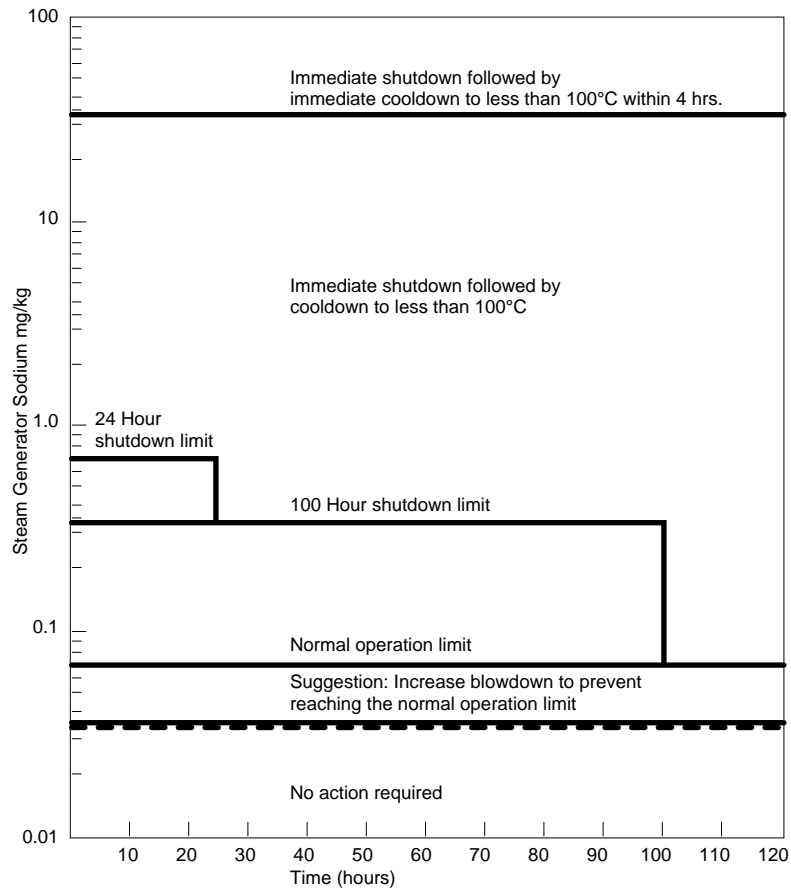 100
Immediate shutdown followed by
immediate cooldown to less than 100°C within 4 hrs.
10
Immediate shutdown followed by
cooldown to less than 100°C
Steam Generator Sodium mg/kg
1.0
24 Hour
shutdown limit
100 Hour shutdown limit
0.1
Normal operation limit
Suggestion: Increase blowdown to prevent
reaching the normal operation limit
No action required
0.01
10 20 30 40 50 60 70 80 90 100 110 120
Time (hours)